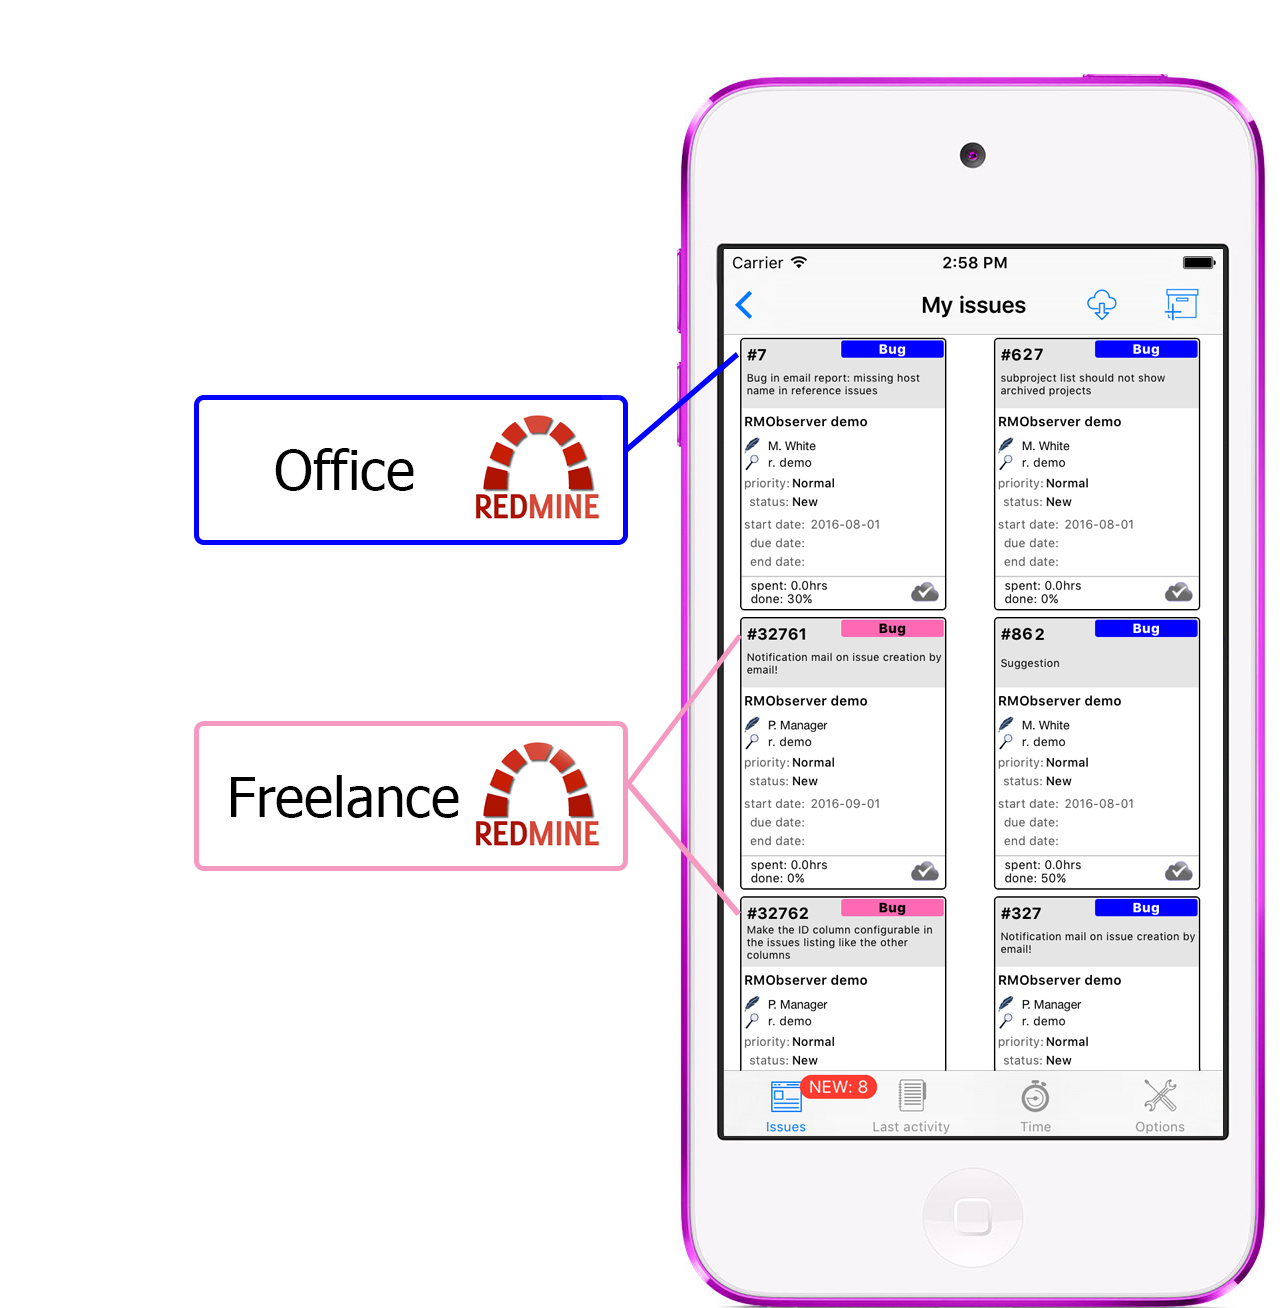 Carrier 2:58 PM
My issues
Office
REDMINE
Freelance
REDMINE
#7 Bug
Bug in email report: missing host
name in reference issues
RMObserver demo
M. White
r. demo
priority: Normal
status: New
start date: 2016-08-01
due date:
end date:
spent: 0.0hrs
done: 30%
#627 Bug
subproject list should not show
archived projects
RMObserver demo
M. White
r. demo
priority: Normal
status: New
start date: 2016-08-01
due date:
end date:
spent: 0.0hrs
done: 0%
#32761 Bug
Notification mail on issue creation by
email!
RMObserver demo
P. Manager
r. demo
priority: Normal
status: New
start date: 2016-09-01
due date:
end date:
spent: 0.0hrs
done: 0%
#862 Bug
Suggestion
RMObserver demo
M. White
r. demo
priority: Normal
status: New
start date: 2016-08-01
due date:
end date:
spent: 0.0hrs
done: 50%
#32762 Bug
Make the ID column configurable in
the issues listing like the other
columns
RMObserver demo
P. Manager
r. demo
priority: Normal
status: New
#327 Bug
Notification mail on issue creation by
email!
RMObserver demo
P. Manager
r. demo
priority: Normal
status: New
NEW: 8
Issues Last activity Time Options